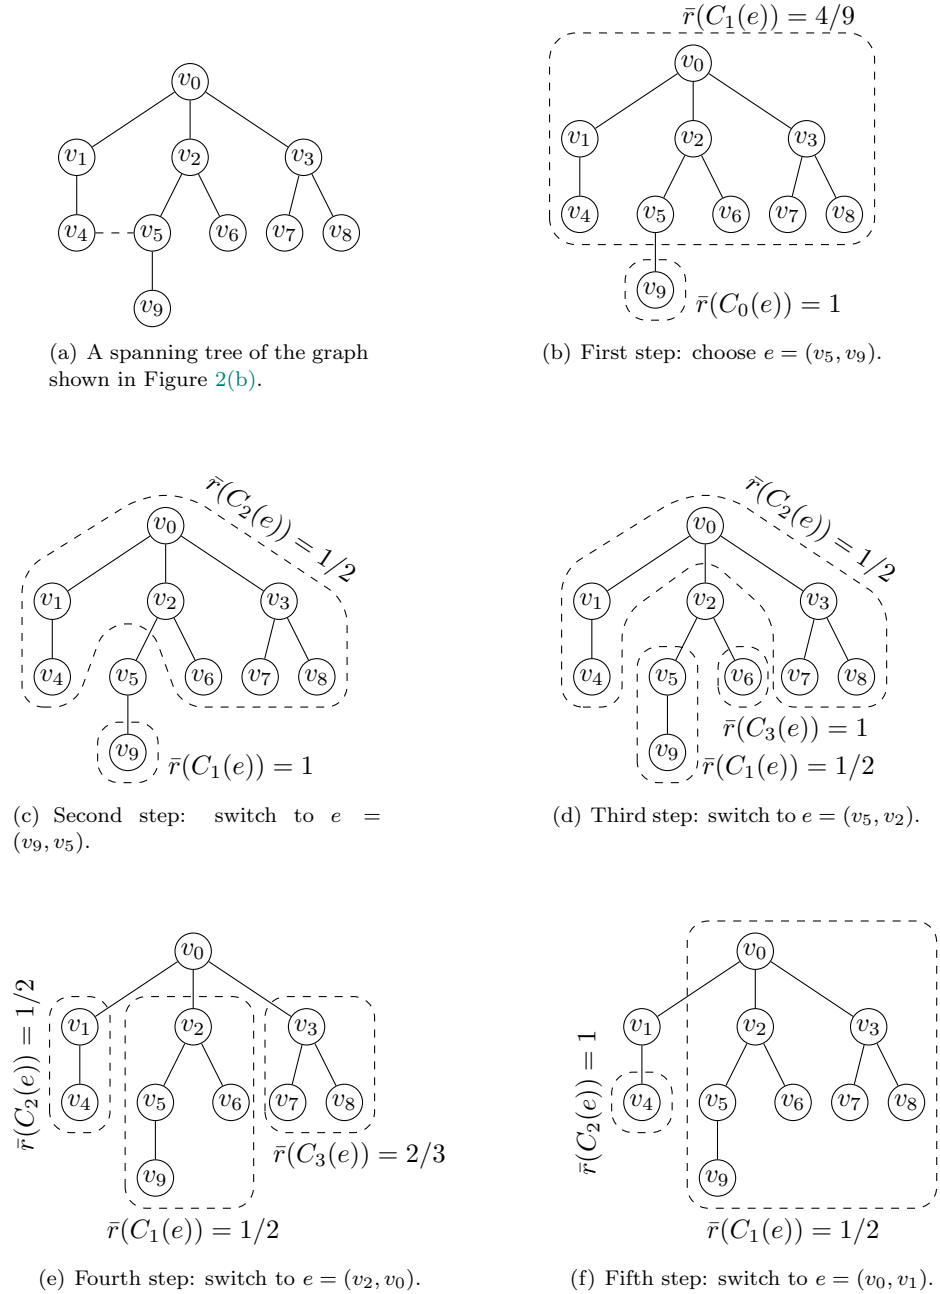 r̄(C₁(e)) = 4/9
v₀
v₁ v₂ v₃
v₄ v₅ v₆ v₇ v₈
v₉
(a) A spanning tree of the graph
shown in Figure 2(b).
v₀
v₁ v₂ v₃
v₄ v₅ v₆ v₇ v₈
v₉
r̄(C₀(e)) = 1
(b) First step: choose e = (v₅, v₉).
r̄(C₂(e)) = 1/2
v₀
v₁ v₂ v₃
v₄ v₅ v₆ v₇ v₈
v₉
r̄(C₁(e)) = 1
(c) Second step: switch to e =
(v₉, v₅).
r̄(C₂(e)) = 1/2
v₀
v₁ v₂ v₃
v₄ v₅ v₆ v₇ v₈
r̄(C₃(e)) = 1
v₉
r̄(C₁(e)) = 1/2
(d) Third step: switch to e = (v₅, v₂).
r̄(C₂(e)) = 1/2
v₀
v₁ v₂ v₃
v₄ v₅ v₆ v₇ v₈
r̄(C₃(e)) = 2/3
v₉
r̄(C₁(e)) = 1/2
(e) Fourth step: switch to e = (v₂, v₀).
r̄(C₂(e)) = 1
v₀
v₁ v₂ v₃
v₄ v₅ v₆ v₇ v₈
v₉
r̄(C₁(e)) = 1/2
(f) Fifth step: switch to e = (v₀, v₁).